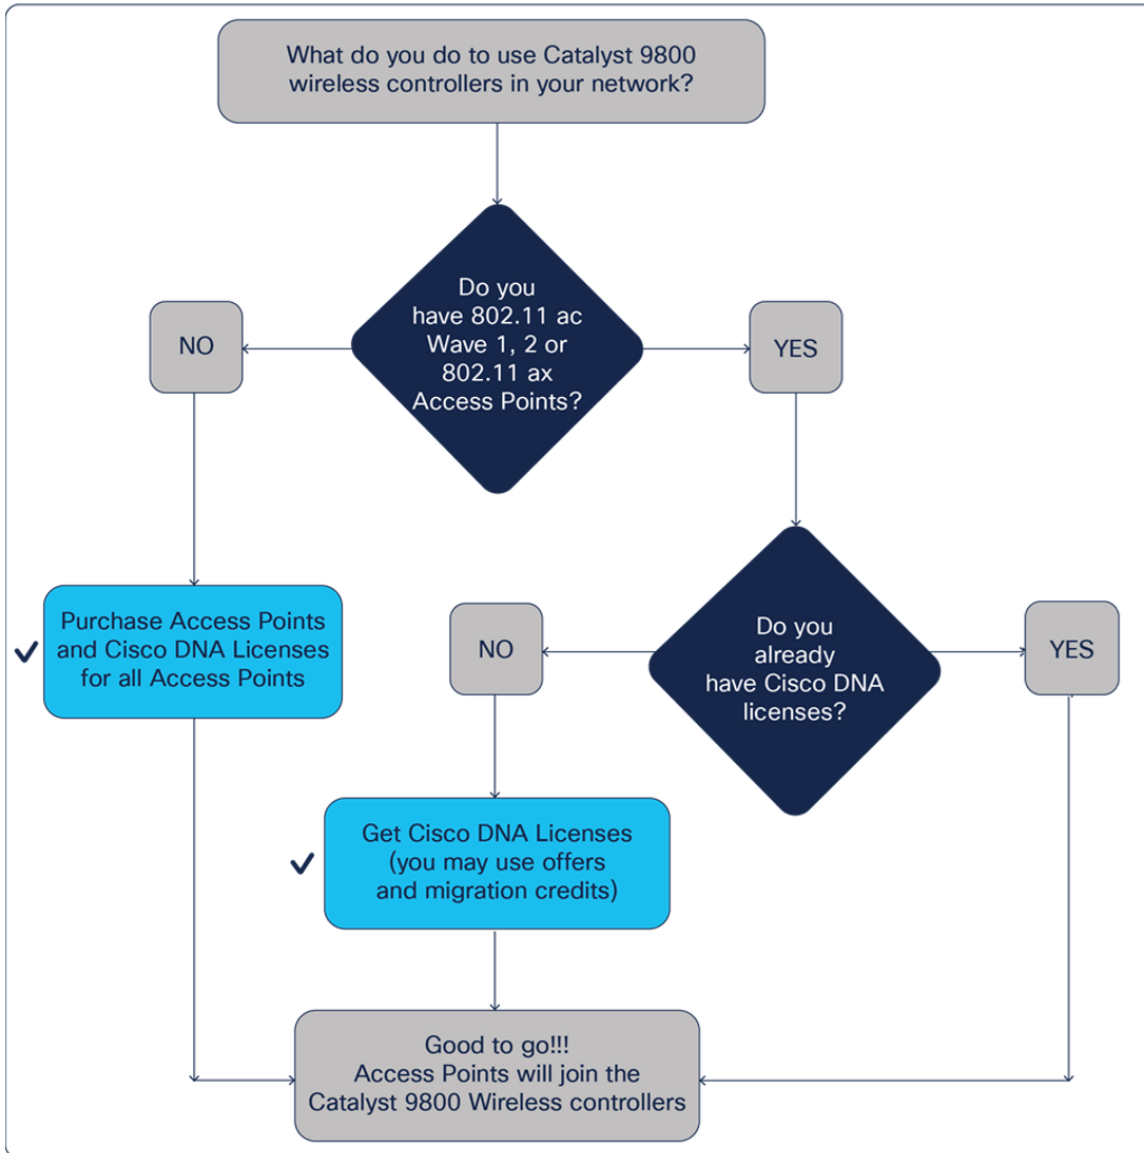 What do you do to use Catalyst 9800
wireless controllers in your network?
Do you
have 802.11 ac
Wave 1, 2 or
802.11 ax
Access Points?
NO
YES
Purchase Access Points
and Cisco DNA Licenses
for all Access Points
NO
Do you
already
have Cisco DNA
licenses?
YES
Get Cisco DNA Licenses
(you may use offers
and migration credits)
Good to go!!!
Access Points will join the
Catalyst 9800 Wireless controllers